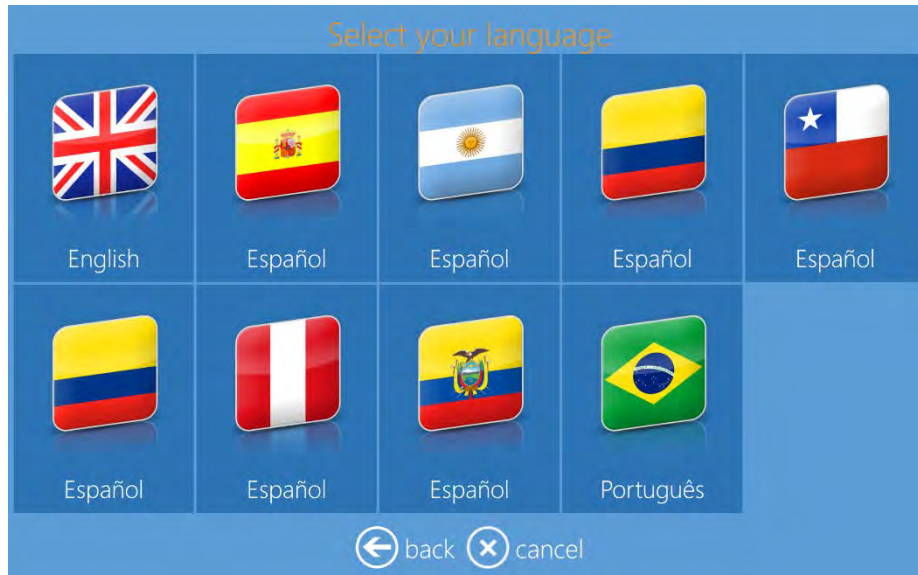 Select your language
English
Español
Español
Español
Español
Español
Español
Español
Português
back
cancel